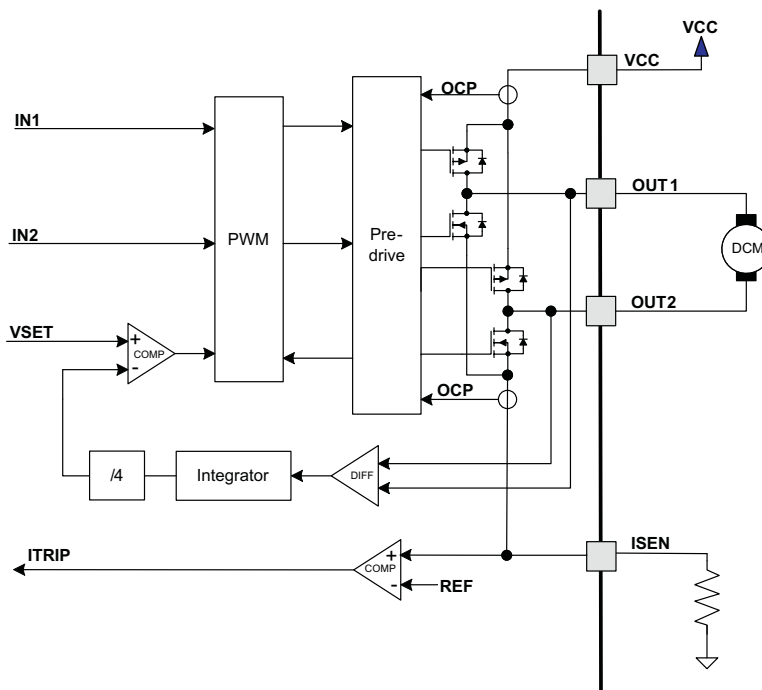 VCC
VCC
OCP
IN1
OUT1
IN2
PWM
Pre-
drive
DCM
OUT2
VSET
+
COMP
-
OCP
/4
Integrator
DIFF
ITRIP
+
COMP
-
REF
ISEN